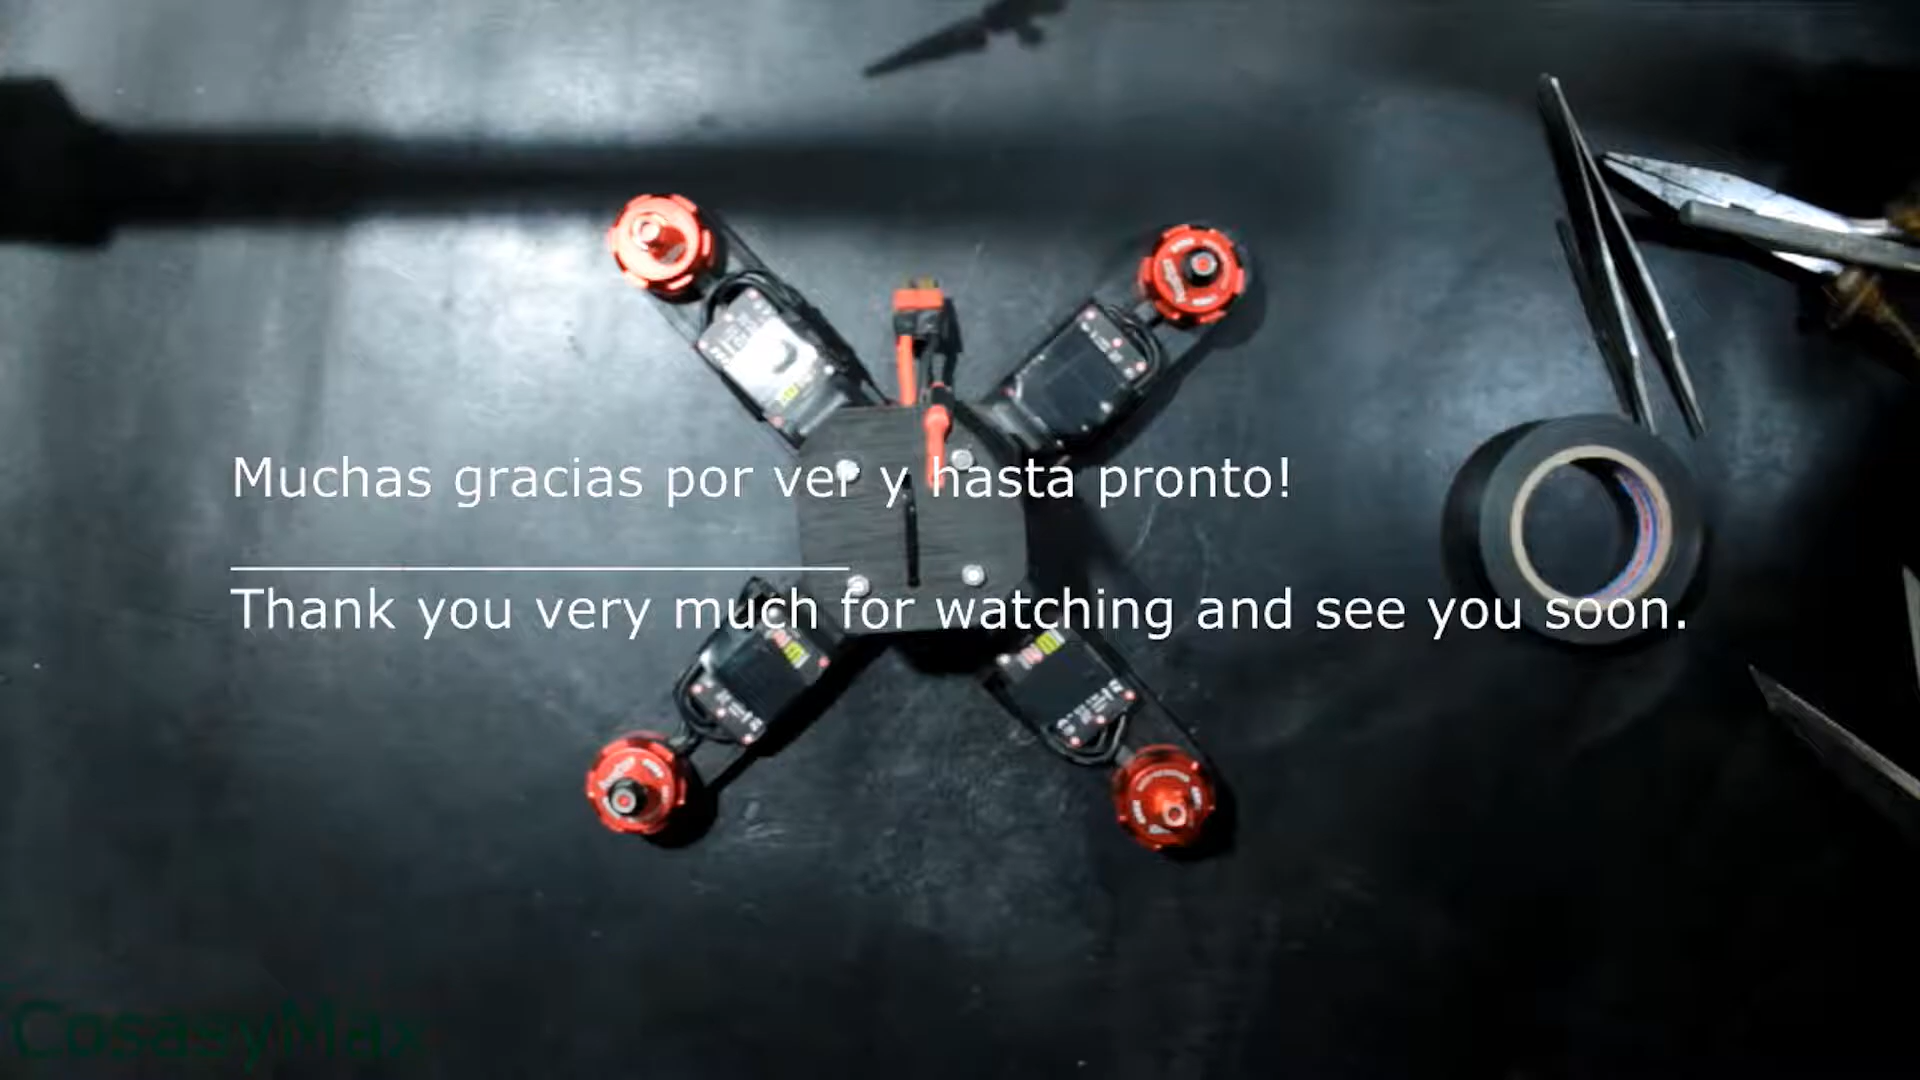 Muchas gracias por ver y hasta pronto!
Thank you very much for watching and see you soon.
CosasyMax